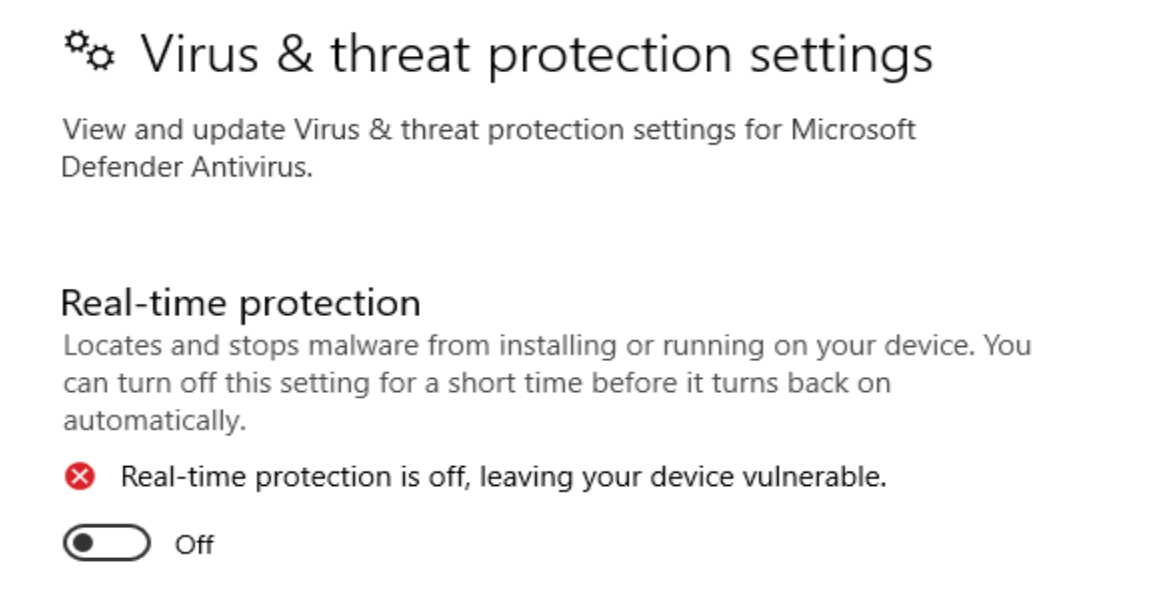 Virus & threat protection settings
View and update Virus & threat protection settings for Microsoft
Defender Antivirus.
Real-time protection
Locates and stops malware from installing or running on your device. You
can turn off this setting for a short time before it turns back on
automatically.
Real-time protection is off, leaving your device vulnerable.
Off